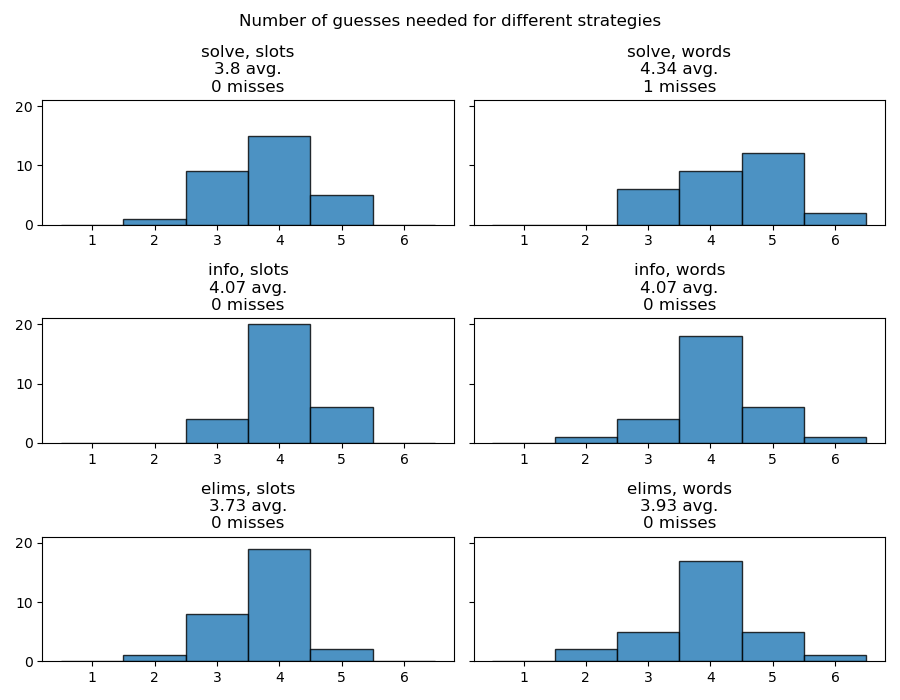 Number of guesses needed for different strategies
solve, slots
3.8 avg.
0 misses
20
10
0
1 2 3 4 5 6
solve, words
4.34 avg.
1 misses
1 2 3 4 5 6
info, slots
4.07 avg.
0 misses
20
10
0
1 2 3 4 5 6
info, words
4.07 avg.
0 misses
1 2 3 4 5 6
elims, slots
3.73 avg.
0 misses
20
10
0
1 2 3 4 5 6
elims, words
3.93 avg.
0 misses
1 2 3 4 5 6